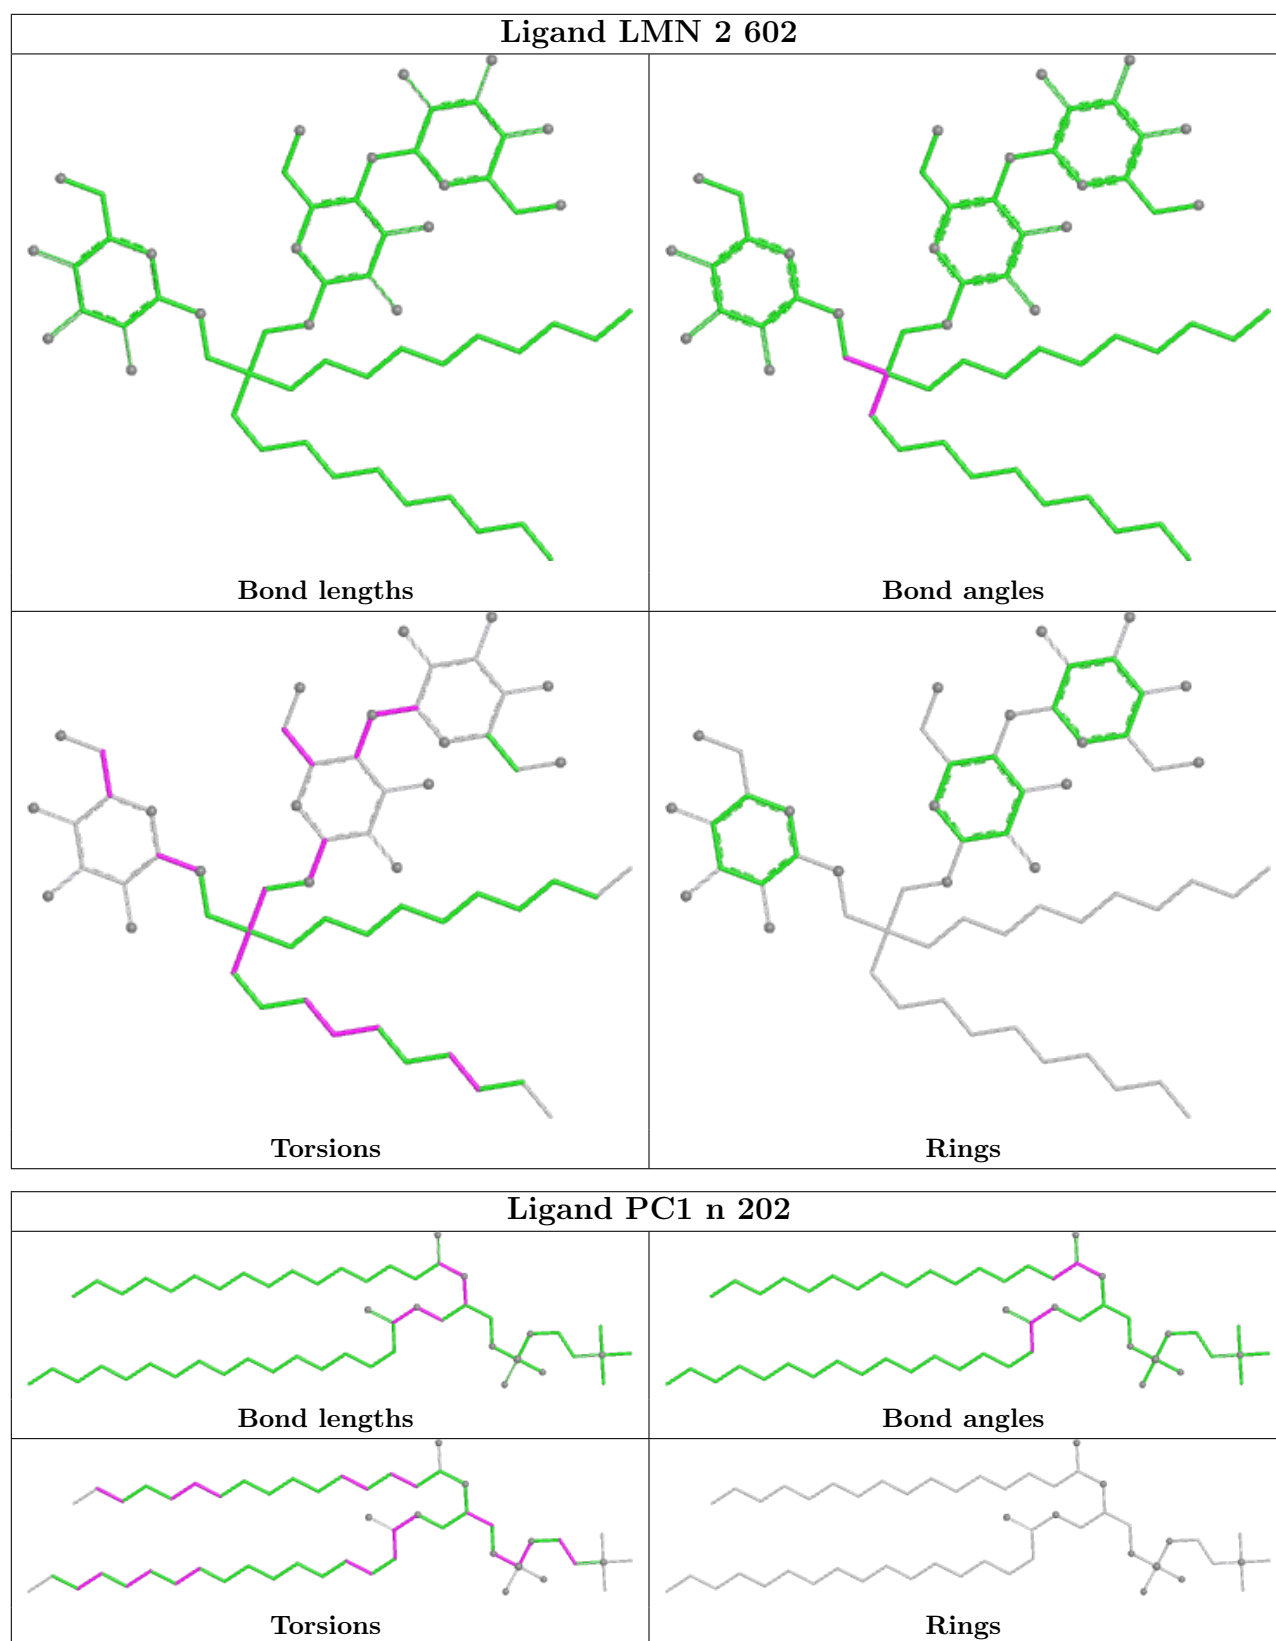 Ligand LMN 2 602
Bond lengths
Bond angles
Torsions
Rings
Ligand PC1 n 202
Bond lengths
Bond angles
Torsions
Rings